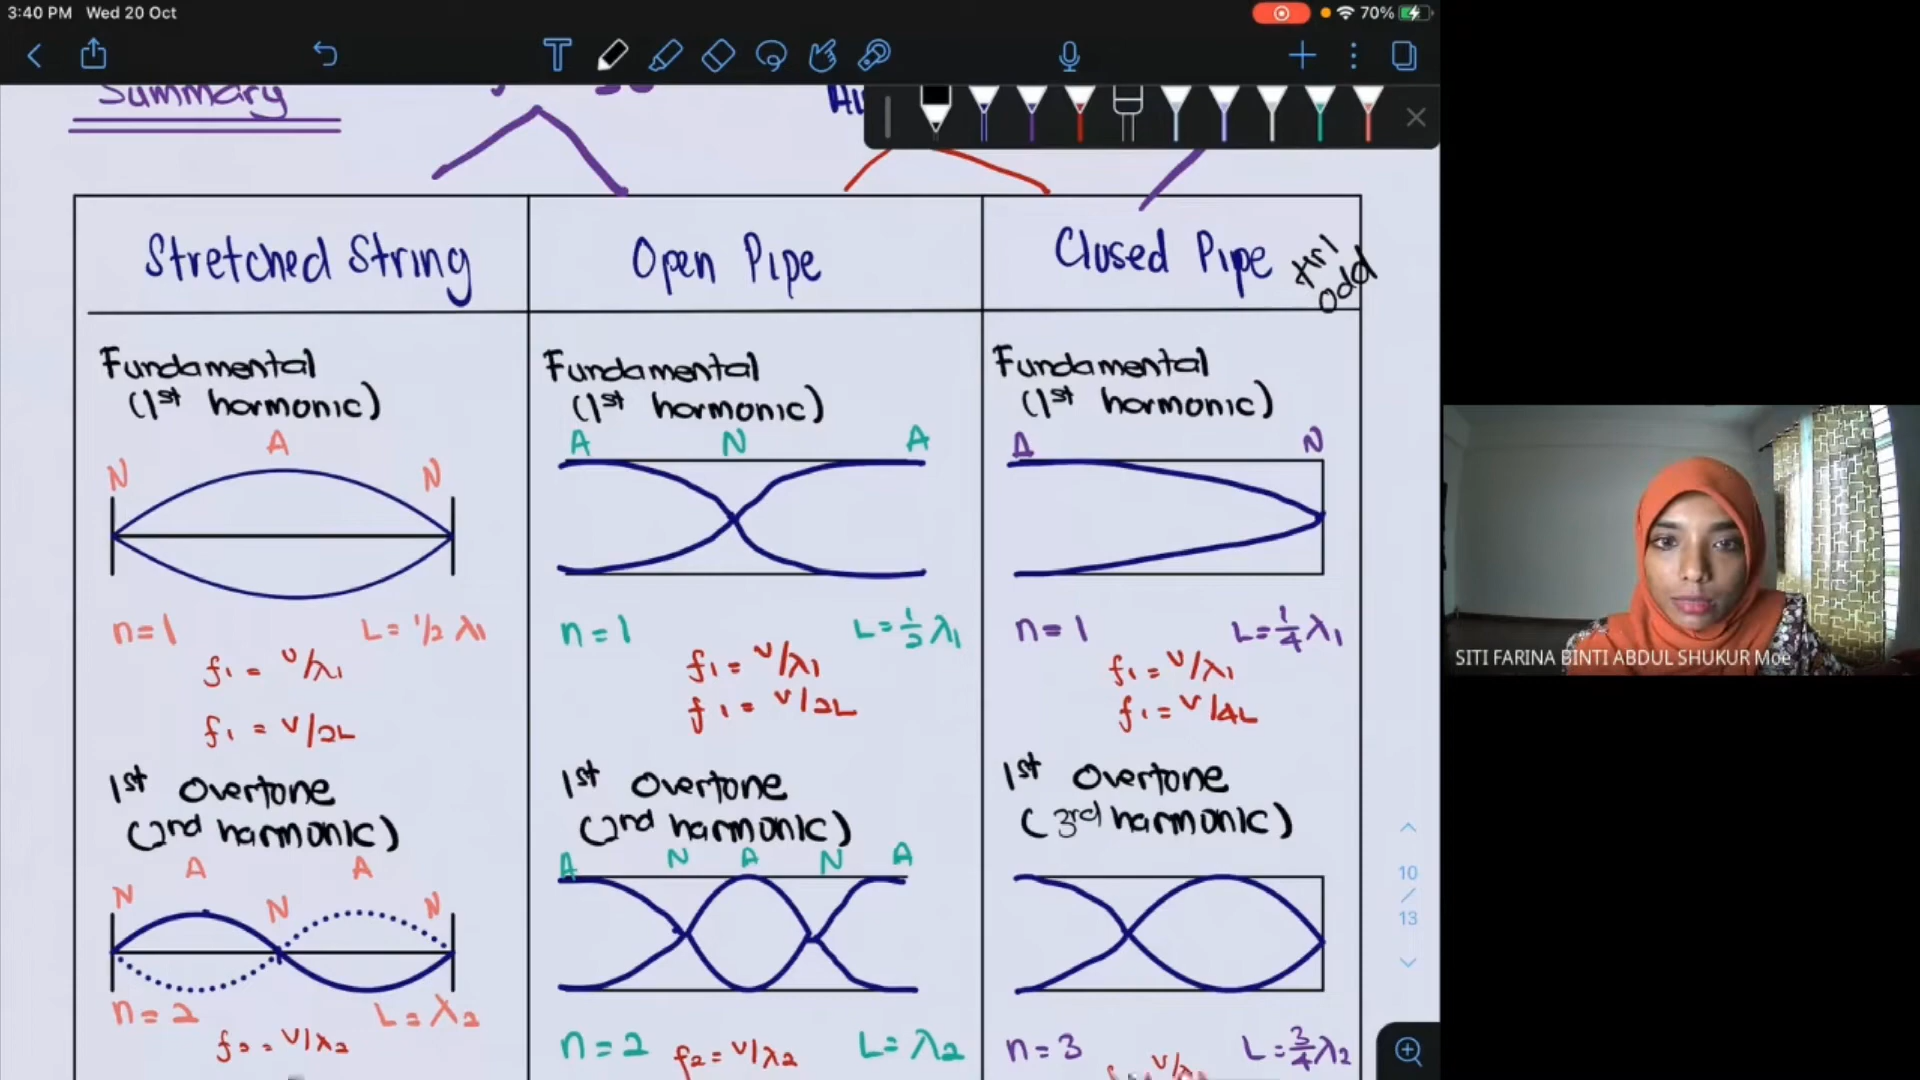 3:40 PM Wed 20 Oct
70%
Summary
Stretched String
Open Pipe
Closed Pipe
odd
Fundamental
(1st harmonic)
N A N
n=1 L= 1/2 λ1
f1 = v/λ1
f1 = v/2L
1st Overtone
(2nd harmonic)
N A N A N
n=2 L=λ2
f2=v/λ2
Fundamental
(1st harmonic)
A N A
n=1 L=1/2 λ1
f1 = v/λ1
f1 = v/2L
1st Overtone
(2nd harmonic)
A N A N A
n=2 f2=v/λ2 L=λ2
Fundamental
(1st harmonic)
A N
n=1 L=1/4 λ1
f1=v/λ1
f1=v/4L
1st Overtone
(3rd harmonic)
n=3 L=3/4 λ2
10
/
13
SITI FARINA BINTI ABDUL SHUKUR Moe